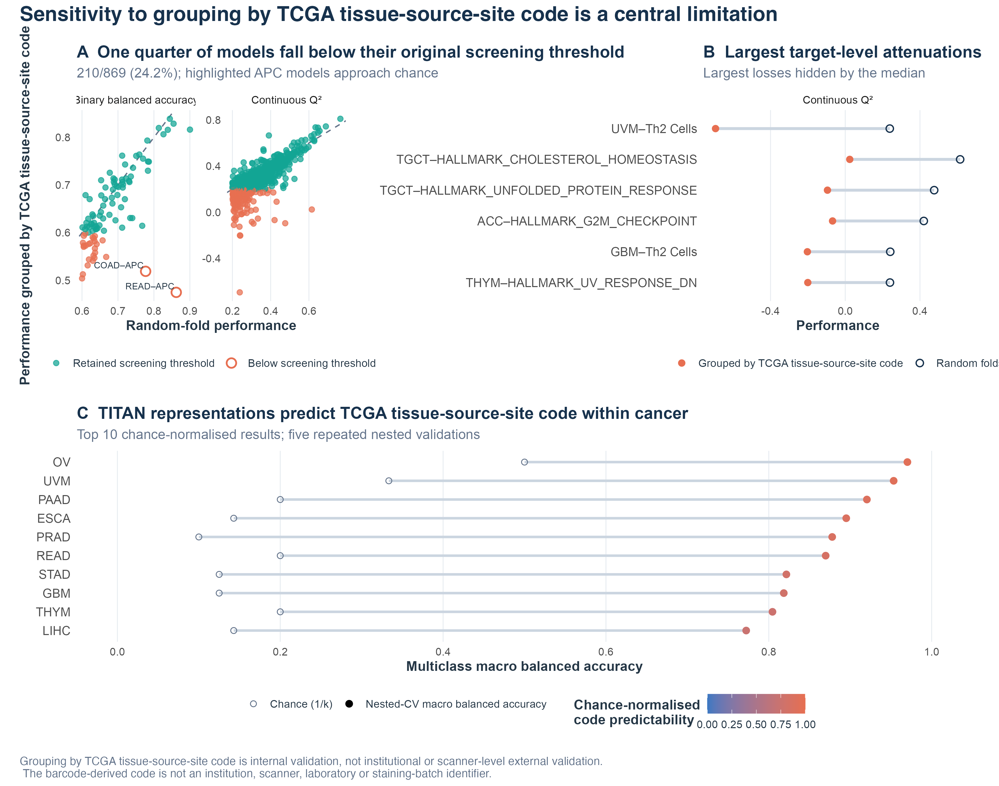 Sensitivity to grouping by TCGA tissue-source-site code is a central limitation
Performance grouped by TCGA tissue-source-site code
A One quarter of models fall below their original screening threshold
210/869 (24.2%); highlighted APC models approach chance
Binary balanced accuracy
Continuous Q²
0.8
0.7
0.6
0.5
COAD–APC
READ–APC
0.6 0.7 0.8 0.9
0.8
0.4
0.0
-0.4
0.2 0.4 0.6
Random-fold performance
Retained screening threshold
Below screening threshold
B Largest target-level attenuations
Largest losses hidden by the median
Continuous Q²
UVM–Th2 Cells
TGCT–HALLMARK_CHOLESTEROL_HOMEOSTASIS
TGCT–HALLMARK_UNFOLDED_PROTEIN_RESPONSE
ACC–HALLMARK_G2M_CHECKPOINT
GBM–Th2 Cells
THYM–HALLMARK_UV_RESPONSE_DN
-0.4 0.0 0.4
Performance
Grouped by TCGA tissue-source-site code
Random folds
C TITAN representations predict TCGA tissue-source-site code within cancer
Top 10 chance-normalised results; five repeated nested validations
OV
UVM
PAAD
ESCA
PRAD
READ
STAD
GBM
THYM
LIHC
0.0 0.2 0.4 0.6 0.8 1.0
Multiclass macro balanced accuracy
Chance (1/k)
Nested-CV macro balanced accuracy
Chance-normalised
code predictability
0.00 0.25 0.50 0.75 1.00
Grouping by TCGA tissue-source-site code is internal validation, not institutional or scanner-level external validation.
The barcode-derived code is not an institution, scanner, laboratory or staining-batch identifier.